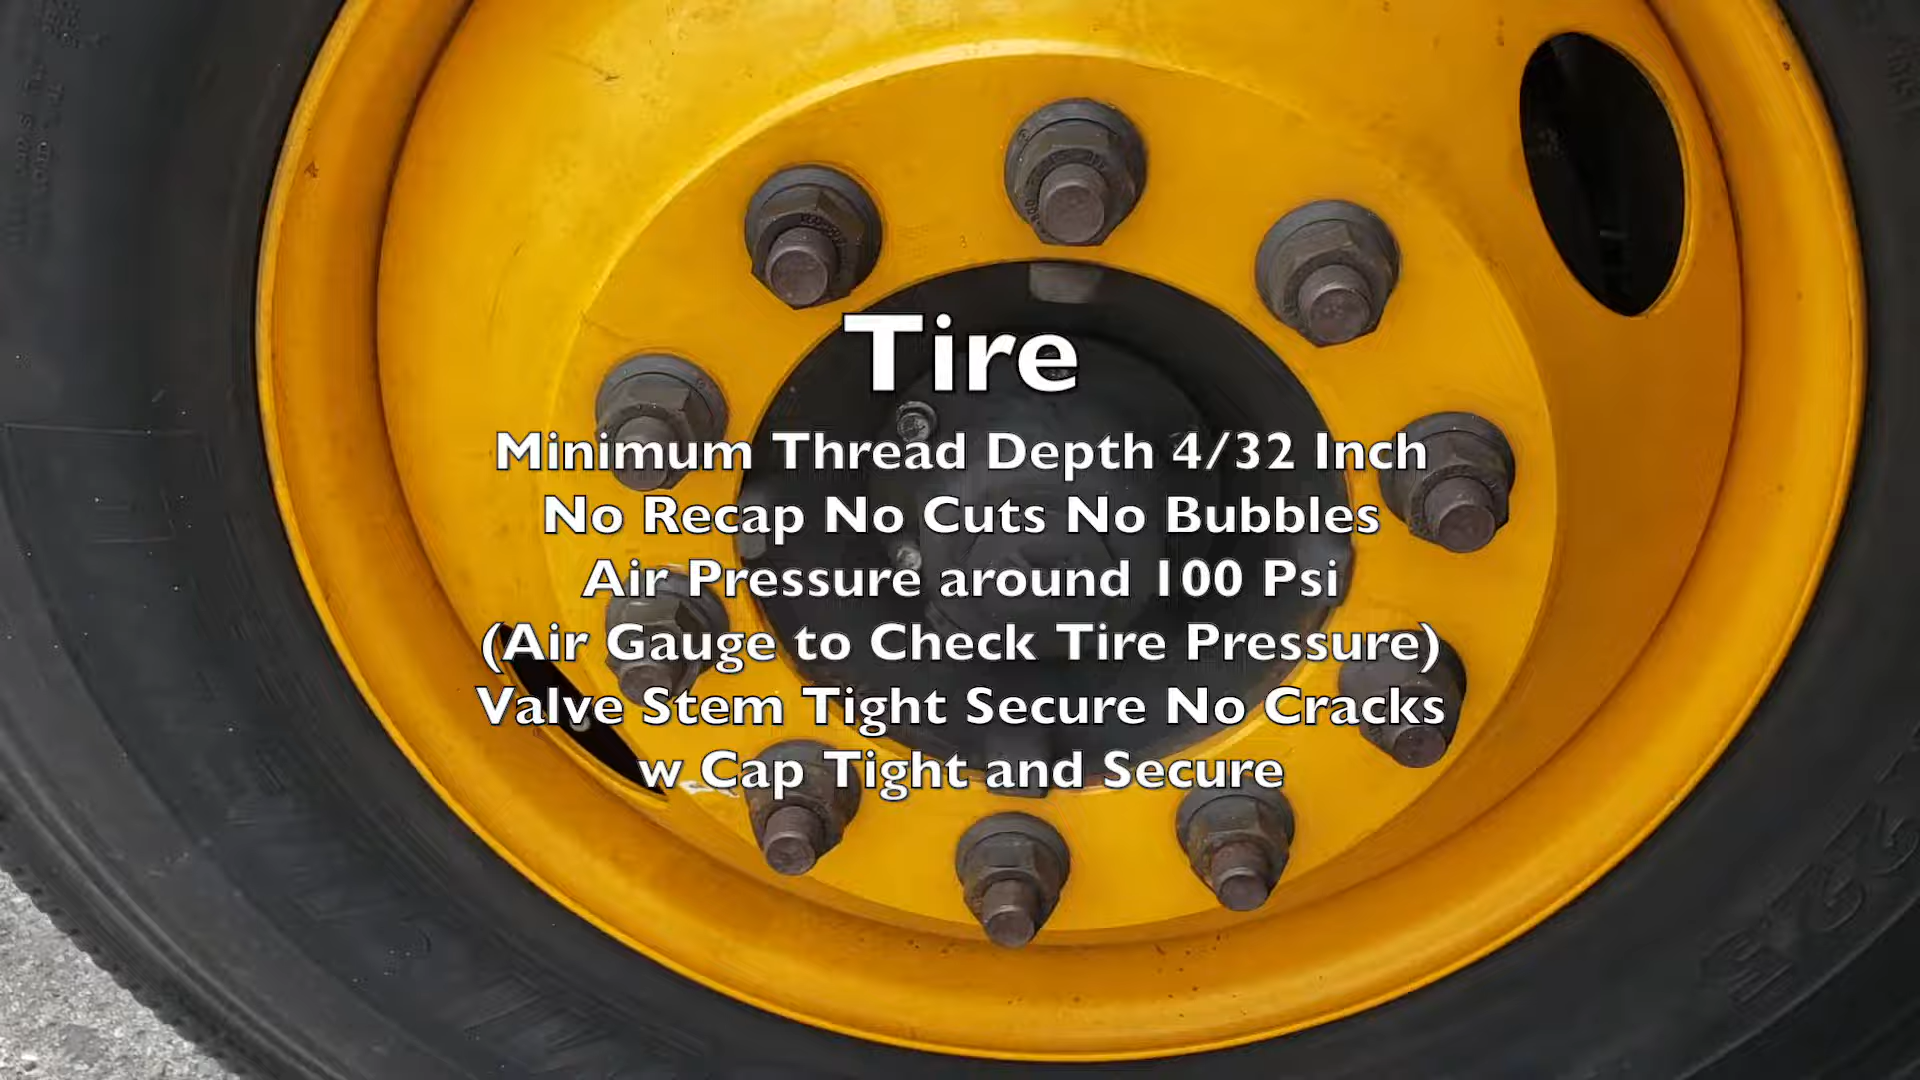 Tire
Minimum Thread Depth 4/32 Inch
No Recap No Cuts No Bubbles
Air Pressure around 100 Psi
(Air Gauge to Check Tire Pressure)
Valve Stem Tight Secure No Cracks
w Cap Tight and Secure